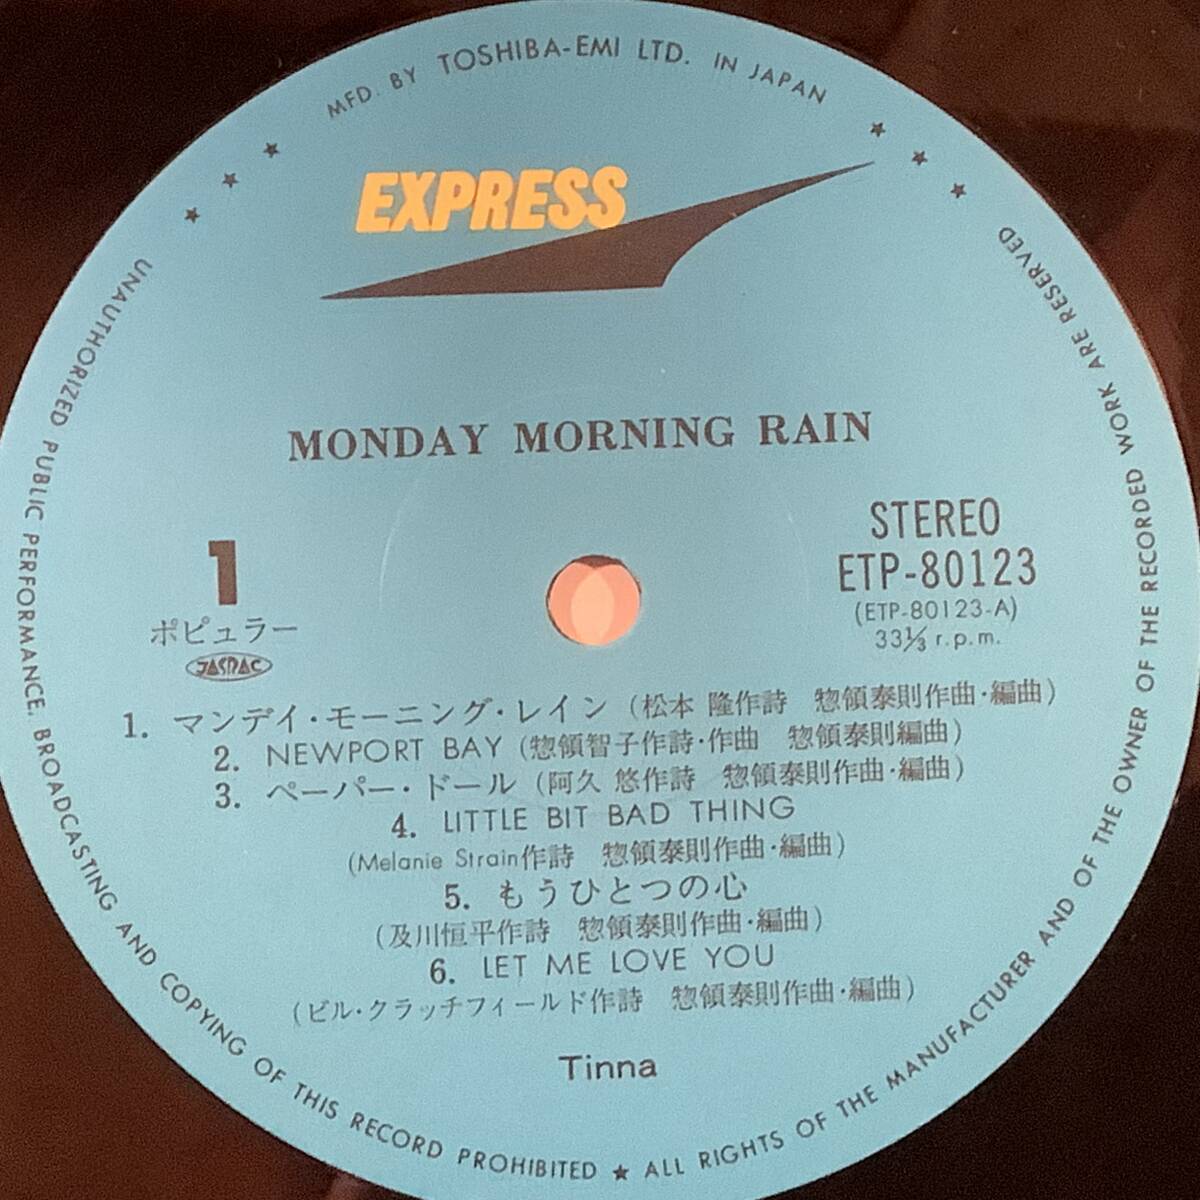 MFD. BY TOSHIBA-EMI LTD. IN JAPAN
EXPRESS
MONDAY MORNING RAIN
STEREO
ETP-80123
(ETP-80123-A)
33⅓ r.p.m.
1
ポピュラー
JASRAC
1. マンデイ・モーニング・レイン (松本 隆作詩 惣領泰則作曲・編曲)
2. NEWPORT BAY (惣領智子作詩・作曲 惣領泰則編曲)
3. ペーパー・ドール (阿久 悠作詩 惣領泰則作曲・編曲)
4. LITTLE BIT BAD THING
(Melanie Strain作詩 惣領泰則作曲・編曲)
5. もうひとつの心
(及川恒平作詩 惣領泰則作曲・編曲)
6. LET ME LOVE YOU
(ビル・クラッチフィールド作詩 惣領泰則作曲・編曲)
Tinna
UNAUTHORIZED PUBLIC PERFORMANCE. BROADCASTING AND COPYING OF THIS RECORD PROHIBITED ★ ALL RIGHTS OF THE MANUFACTURER AND OF THE OWNER OF THE RECORDED WORK ARE RESERVED